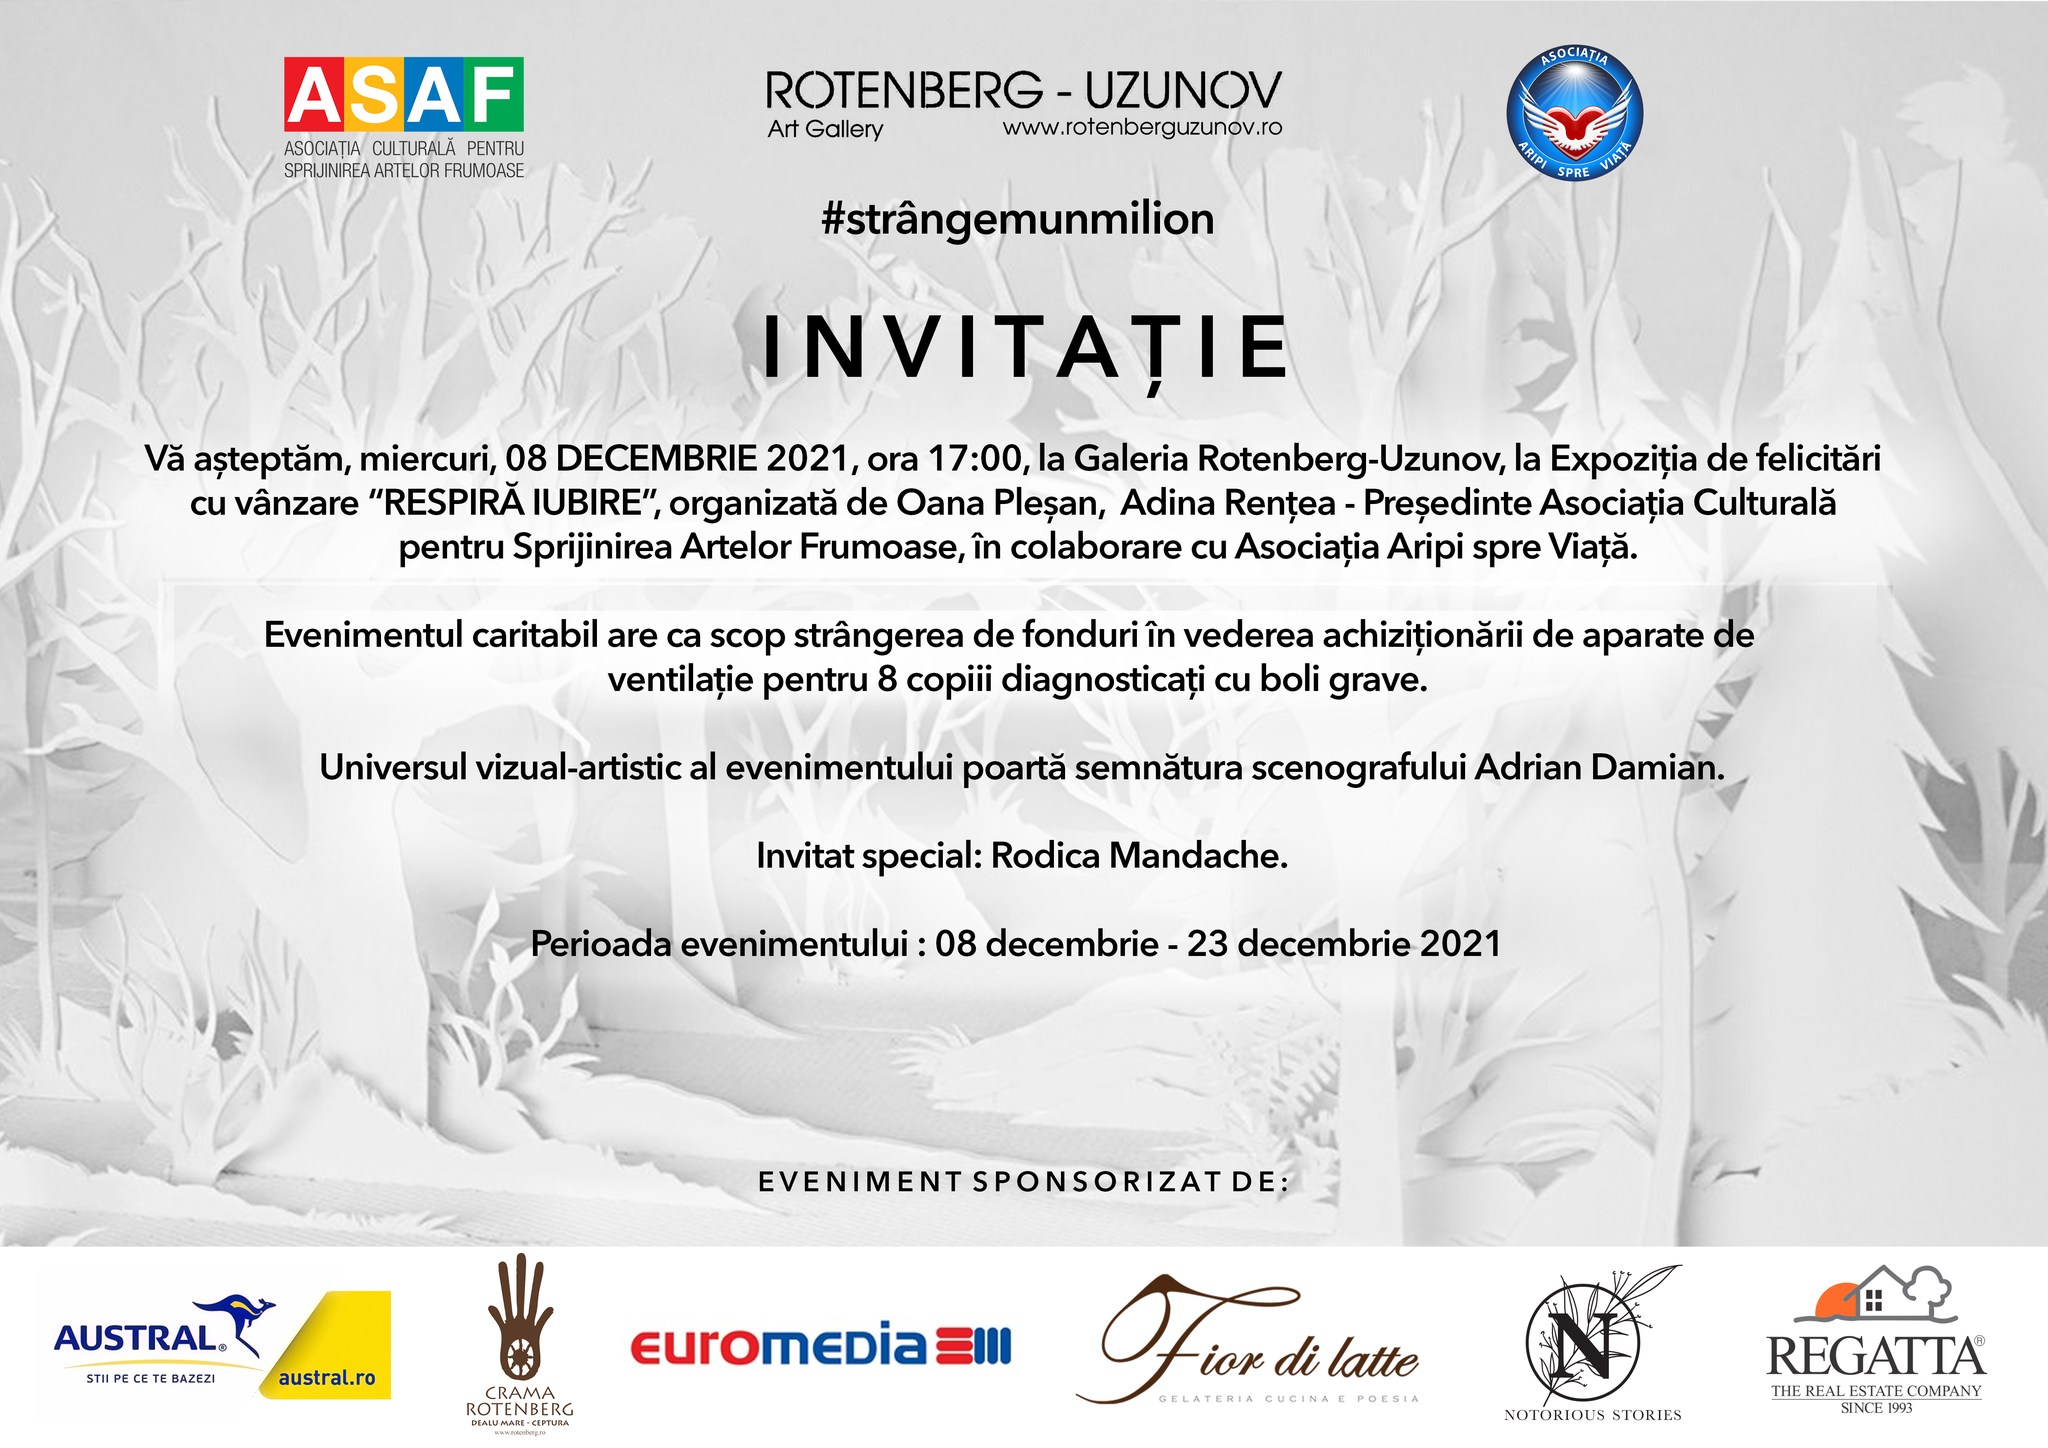 ASAF
ASOCIAȚIA CULTURALĂ PENTRU
SPRIJINIREA ARTELOR FRUMOASE
ROTENBERG - UZUNOV
Art Gallery www.rotenberguzunov.ro
ASOCIAȚIA
ARIPI SPRE VIAȚĂ
#strângemunmilion
INVITAȚIE
Vă așteptăm, miercuri, 08 DECEMBRIE 2021, ora 17:00, la Galeria Rotenberg-Uzunov, la Expoziția de felicitări
cu vânzare “RESPIRĂ IUBIRE”, organizată de Oana Pleșan, Adina Rențea - Președinte Asociația Culturală
pentru Sprijinirea Artelor Frumoase, în colaborare cu Asociația Aripi spre Viață.
Evenimentul caritabil are ca scop strângerea de fonduri în vederea achiziționării de aparate de
ventilație pentru 8 copiii diagnosticați cu boli grave.
Universul vizual-artistic al evenimentului poartă semnătura scenografului Adrian Damian.
Invitat special: Rodica Mandache.
Perioada evenimentului : 08 decembrie - 23 decembrie 2021
EVENIMENT SPONSORIZAT DE:
AUSTRAL®
STII PE CE TE BAZEZI
austral.ro
CRAMA
ROTENBERG
DEALU MARE - CEPTURA
www.rotenberg.ro
euromedia
Fior di latte
GELATERIA CUCINA E POESIA
N
NOTORIOUS STORIES
REGATTA®
THE REAL ESTATE COMPANY
SINCE 1993